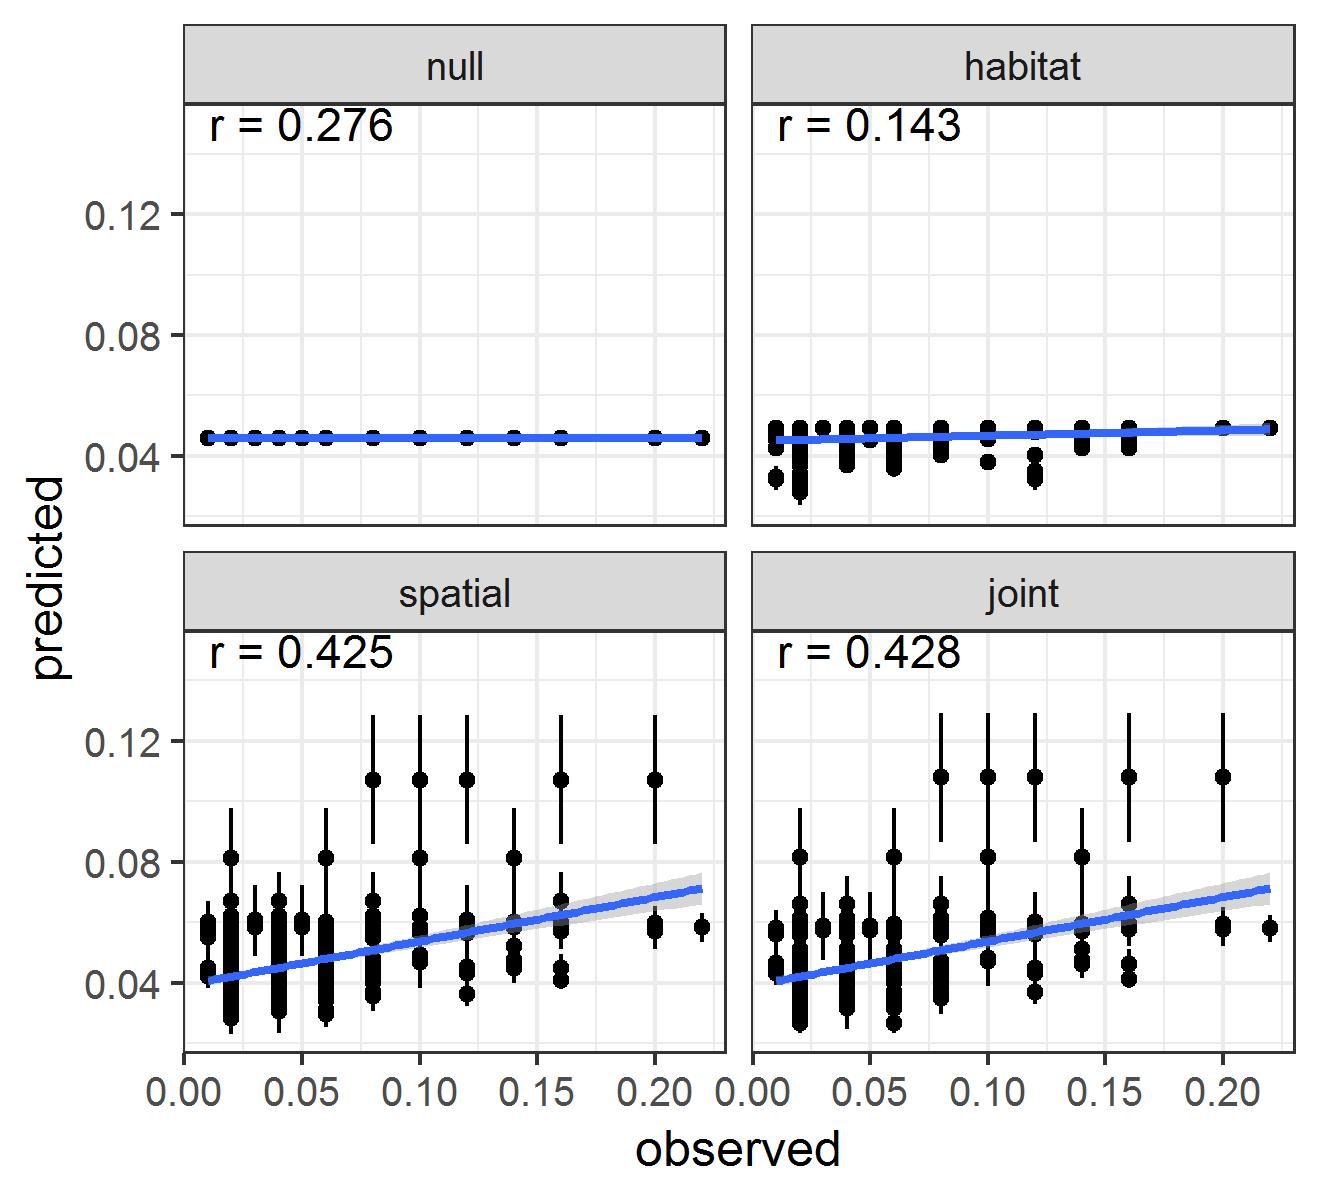 null
habitat
r = 0.276
r = 0.143
0.12
0.08
0.04
spatial
joint
r = 0.425
r = 0.428
0.12
0.08
0.04
0.00 0.05 0.10 0.15 0.20 0.00 0.05 0.10 0.15 0.20
observed
predicted